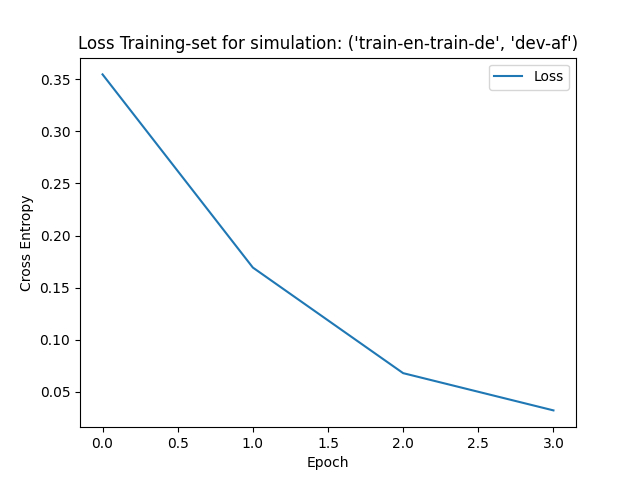 Loss Training-set for simulation: ('train-en-train-de', 'dev-af')
Loss
Cross Entropy
0.35
0.30
0.25
0.20
0.15
0.10
0.05
0.0 0.5 1.0 1.5 2.0 2.5 3.0
Epoch